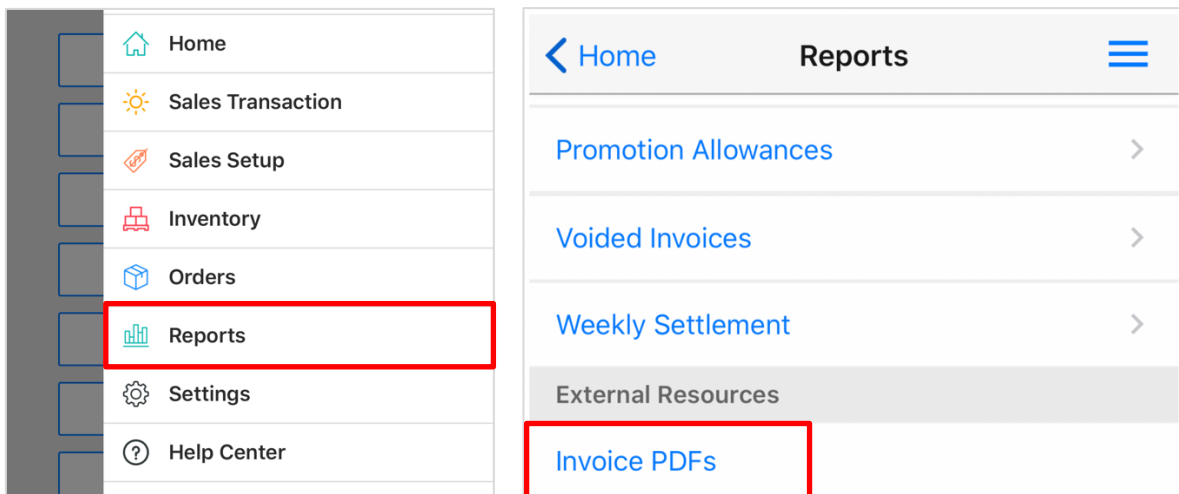 Home
Sales Transaction
Sales Setup
Inventory
Orders
Reports
Settings
Help Center
Home
Reports
Promotion Allowances
Voided Invoices
Weekly Settlement
External Resources
Invoice PDFs